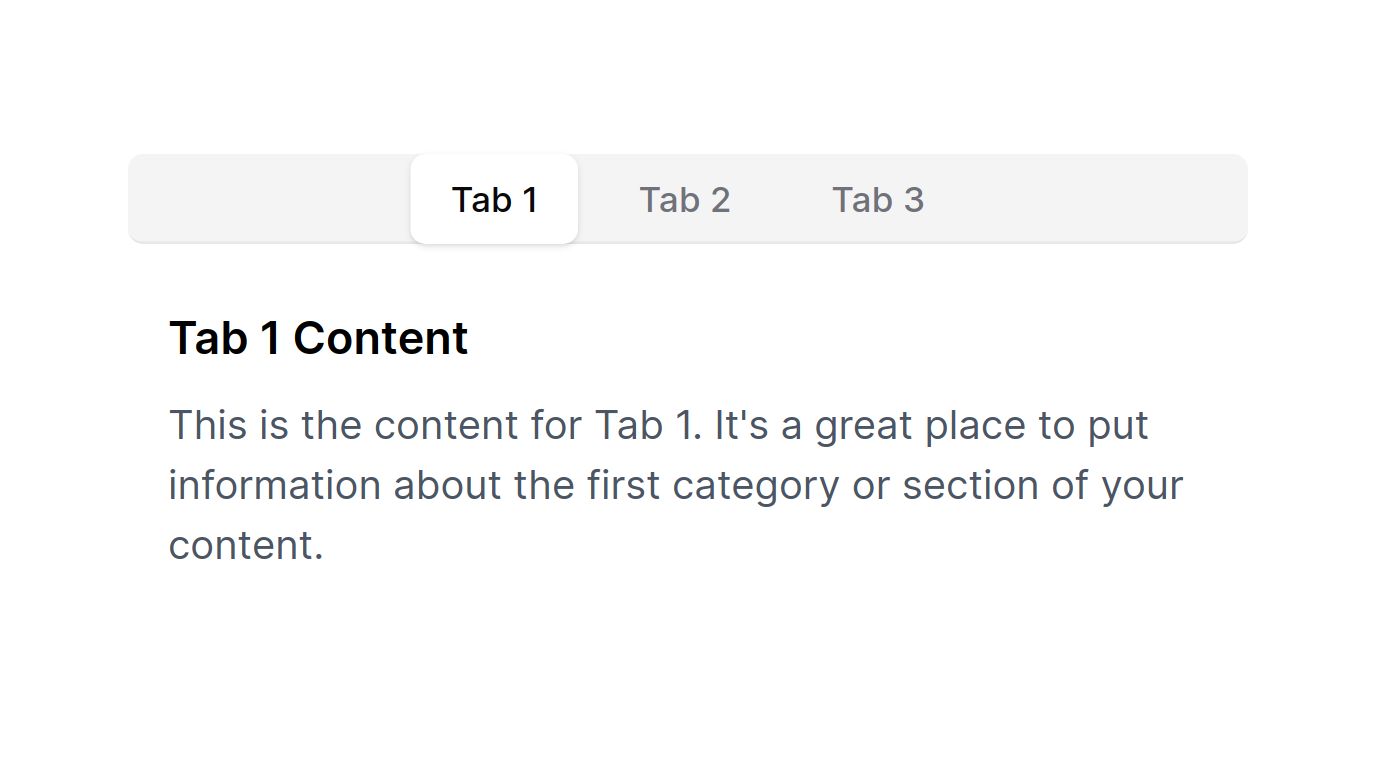 Tab 1 Tab 2 Tab 3
Tab 1 Content
This is the content for Tab 1. It's a great place to put
information about the first category or section of your
content.